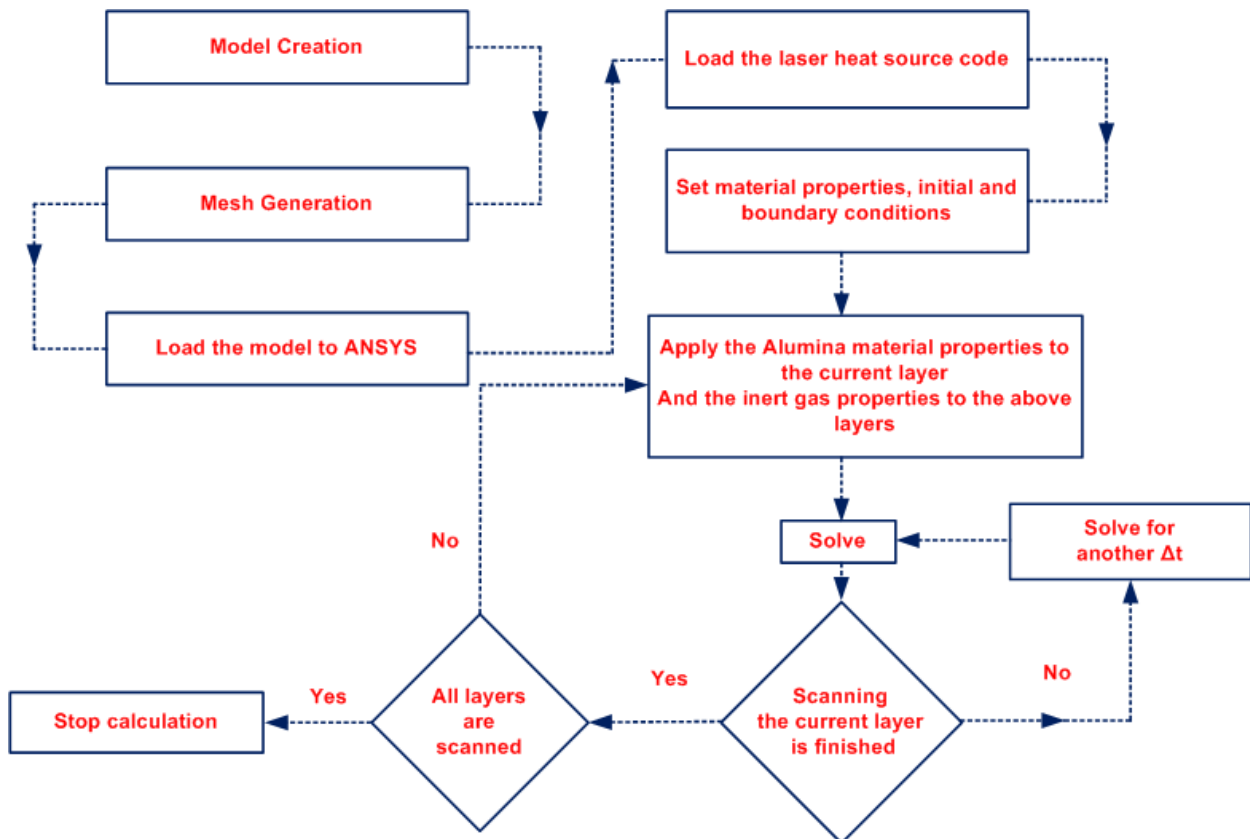 Model Creation
Mesh Generation
Load the model to ANSYS
Load the laser heat source code
Set material properties, initial and
boundary conditions
Apply the Alumina material properties to
the current layer
And the inert gas properties to the above
layers
Solve
Solve for
another Δt
Scanning
the current layer
is finished
No
Yes
All layers
are
scanned
No
Yes
Stop calculation